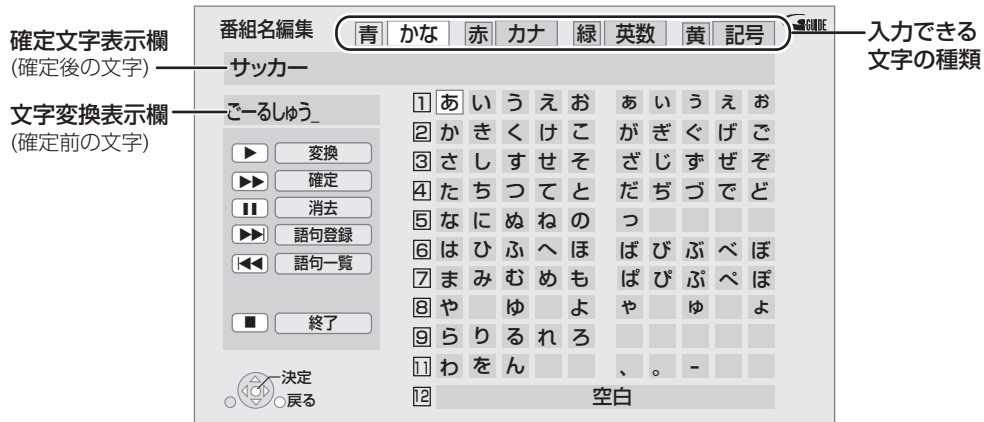 番組名編集 青 かな 赤 カナ 緑 英数 黄 記号 GUIDE
入力できる
文字の種類
確定文字表示欄
(確定後の文字)
サッカー
文字変換表示欄
(確定前の文字)
ごーるしゅう_
▶ 変換
▶▶ 確定
❚❚ 消去
▶▶| 語句登録
|◀◀ 語句一覧
■ 終了
決定
戻る
1 あ い う え お ぁ ぃ ぅ ぇ ぉ
2 か き く け こ が ぎ ぐ げ ご
3 さ し す せ そ ざ じ ず ぜ ぞ
4 た ち つ て と だ ぢ づ で ど
5 な に ぬ ね の っ
6 は ひ ふ へ ほ ば び ぶ べ ぼ
7 ま み む め も ぱ ぴ ぷ ぺ ぽ
8 や ゆ よ ゃ ゅ ょ
9 ら り る れ ろ
11 わ を ん 、 。 -
12 空白